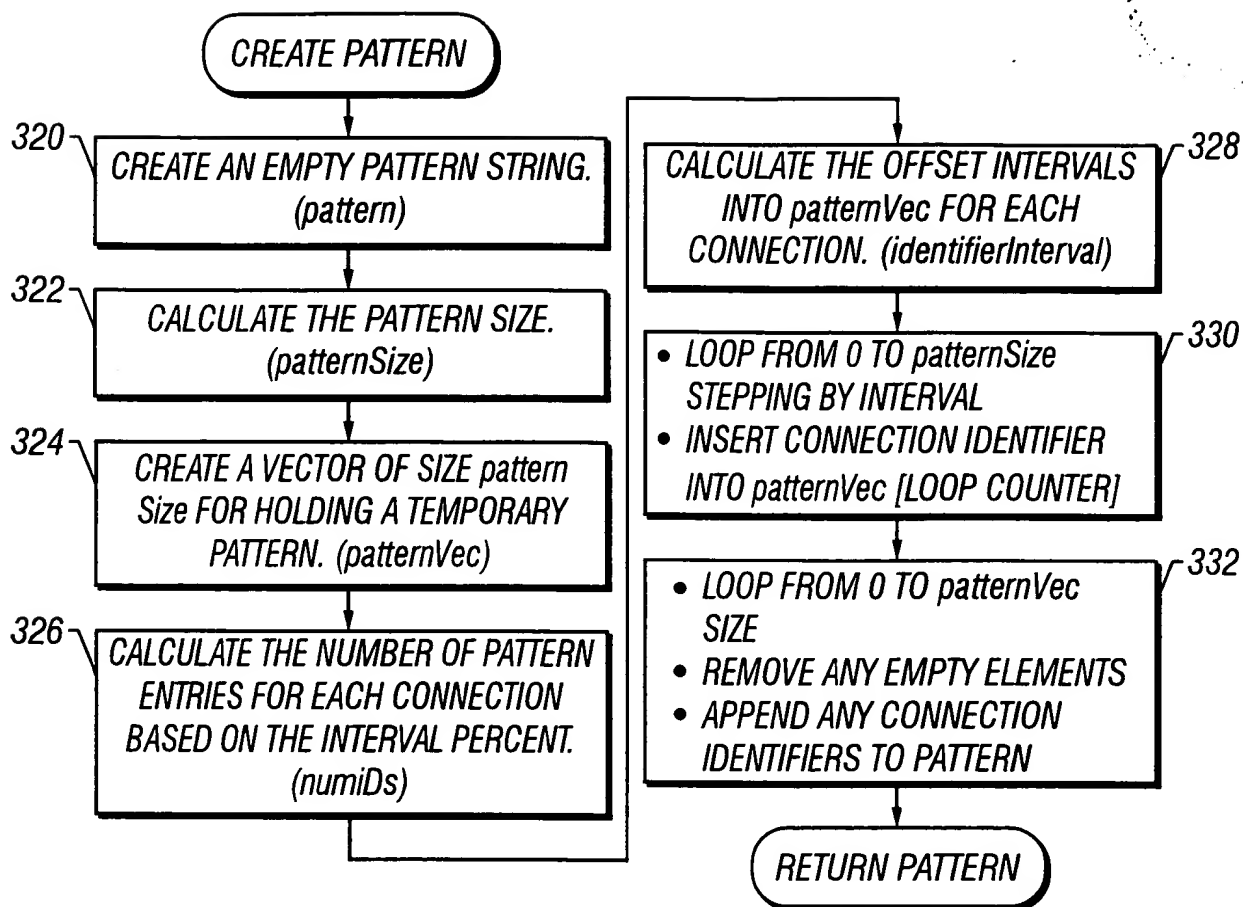 CREATE PATTERN
320
CREATE AN EMPTY PATTERN STRING.
(pattern)
322
CALCULATE THE PATTERN SIZE.
(patternSize)
324
CREATE A VECTOR OF SIZE pattern
Size FOR HOLDING A TEMPORARY
PATTERN. (patternVec)
326
CALCULATE THE NUMBER OF PATTERN
ENTRIES FOR EACH CONNECTION
BASED ON THE INTERVAL PERCENT.
(numiDs)
328
CALCULATE THE OFFSET INTERVALS
INTO patternVec FOR EACH
CONNECTION. (identifierInterval)
330
• LOOP FROM 0 TO patternSize
STEPPING BY INTERVAL
• INSERT CONNECTION IDENTIFIER
INTO patternVec [LOOP COUNTER]
332
• LOOP FROM 0 TO patternVec
SIZE
• REMOVE ANY EMPTY ELEMENTS
• APPEND ANY CONNECTION
IDENTIFIERS TO PATTERN
RETURN PATTERN